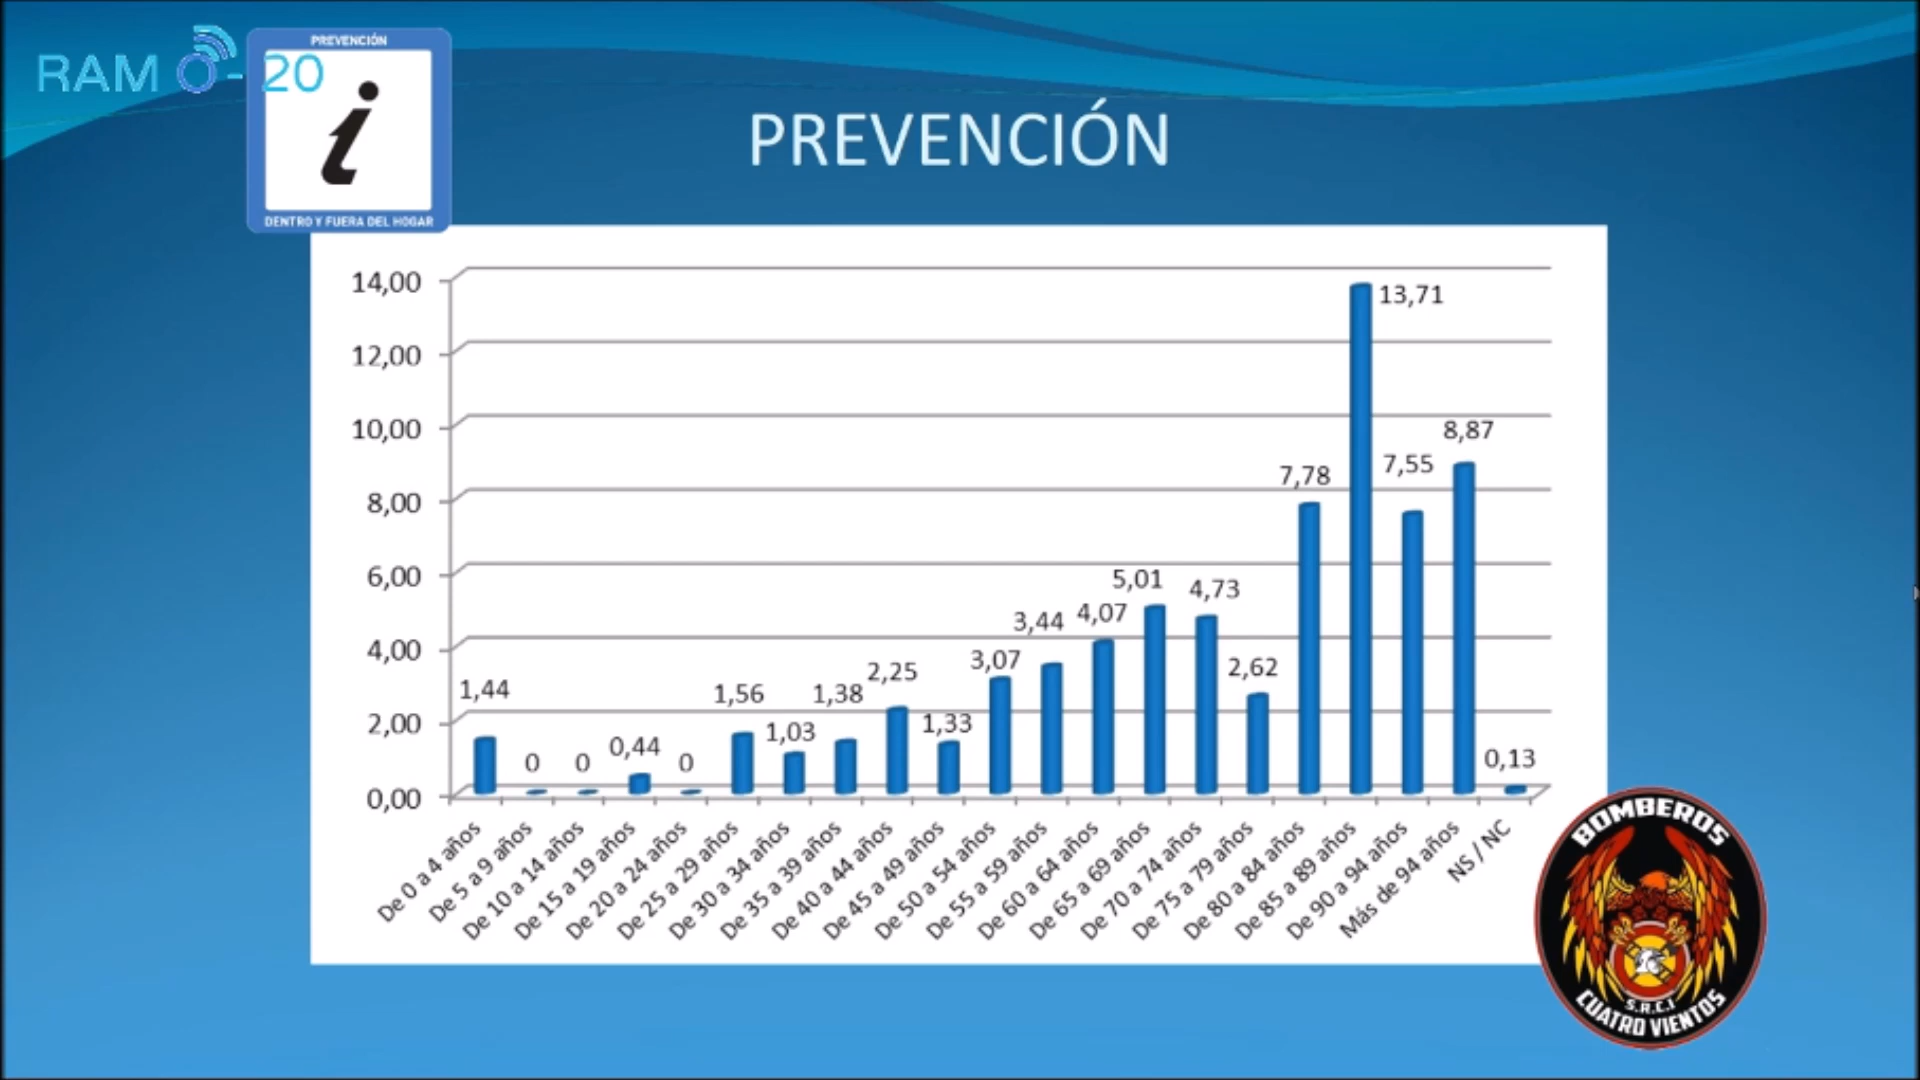 RAMO-20
PREVENCIÓN
i
DENTRO Y FUERA DEL HOGAR
PREVENCIÓN
14,00
12,00
10,00
8,00
6,00
4,00
2,00
0,00
1,44
0
0
0,44
0
1,56
1,03
1,38
2,25
1,33
3,07
3,44
4,07
5,01
4,73
2,62
7,78
13,71
7,55
8,87
0,13
De 0 a 4 años
De 5 a 9 años
De 10 a 14 años
De 15 a 19 años
De 20 a 24 años
De 25 a 29 años
De 30 a 34 años
De 35 a 39 años
De 40 a 44 años
De 45 a 49 años
De 50 a 54 años
De 55 a 59 años
De 60 a 64 años
De 65 a 69 años
De 70 a 74 años
De 75 a 79 años
De 80 a 84 años
De 85 a 89 años
De 90 a 94 años
Más de 94 años
NS / NC
BOMBEROS
S.R.C.I
CUATRO VIENTOS